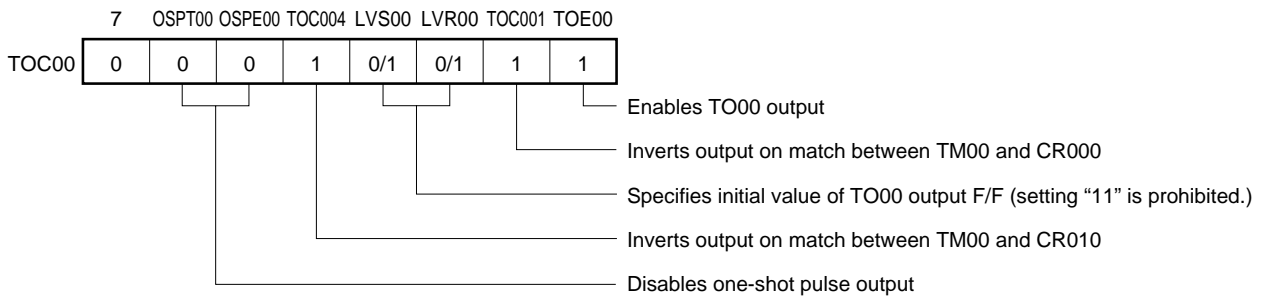 7 OSPT00 OSPE00 TOC004 LVS00 LVR00 TOC001 TOE00
TOC00 0 0 0 1 0/1 0/1 1 1
Enables TO00 output
Inverts output on match between TM00 and CR000
Specifies initial value of TO00 output F/F (setting “11” is prohibited.)
Inverts output on match between TM00 and CR010
Disables one-shot pulse output